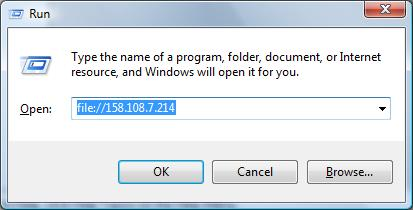 Run
Type the name of a program, folder, document, or Internet
resource, and Windows will open it for you.
Open: file://158.108.7.214
OK Cancel Browse...